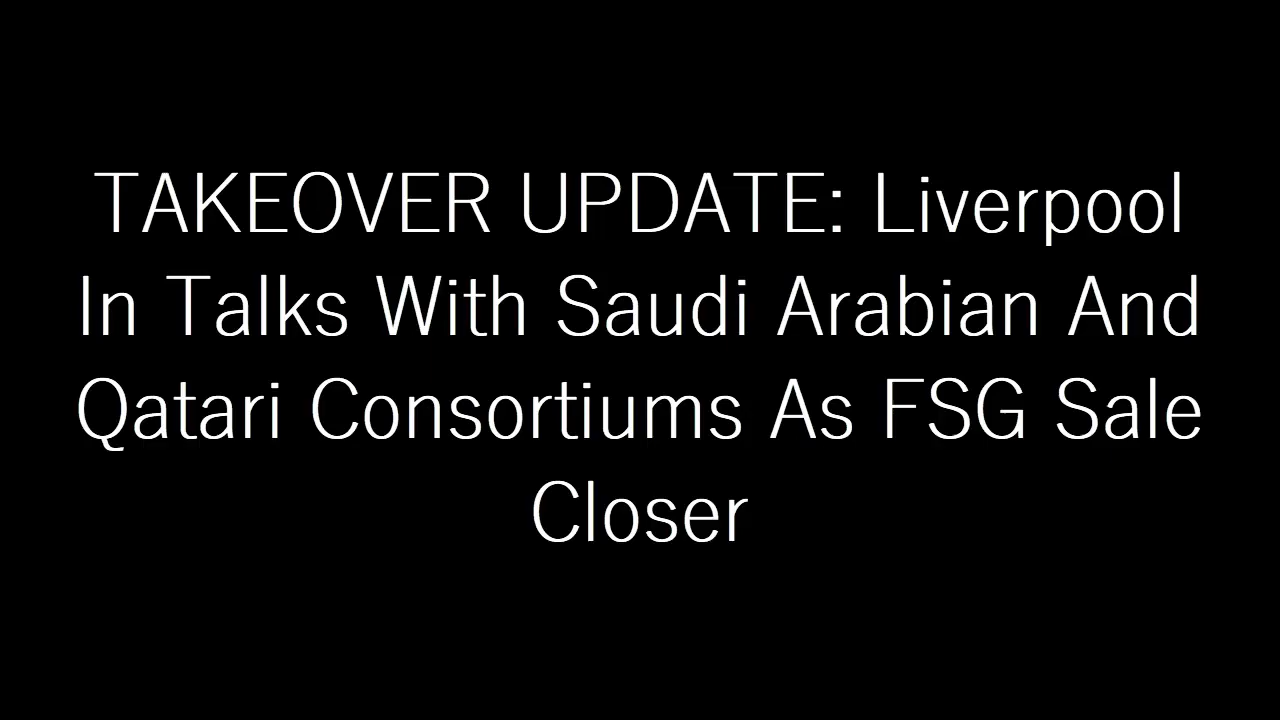 TAKEOVER UPDATE: Liverpool
In Talks With Saudi Arabian And
Qatari Consortiums As FSG Sale
Closer